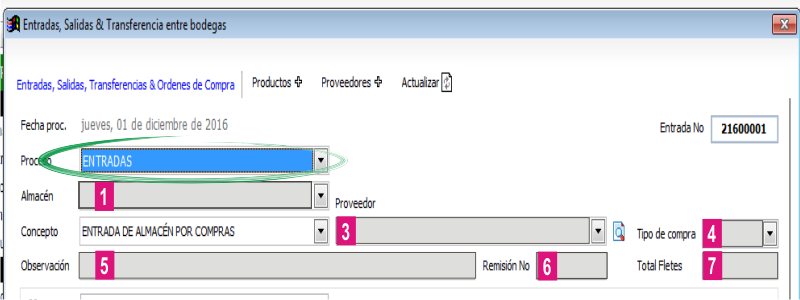 Entradas, Salidas & Transferencia entre bodegas
Entradas, Salidas, Transferencias & Ordenes de Compra Productos Proveedores Actualizar
Fecha proc. jueves, 01 de diciembre de 2016 Entrada No 21600001
Proceso ENTRADAS
Almacén 1 Proveedor
Concepto ENTRADA DE ALMACÉN POR COMPRAS 3 Tipo de compra 4
Observación 5 Remisión No 6 Total Fletes 7